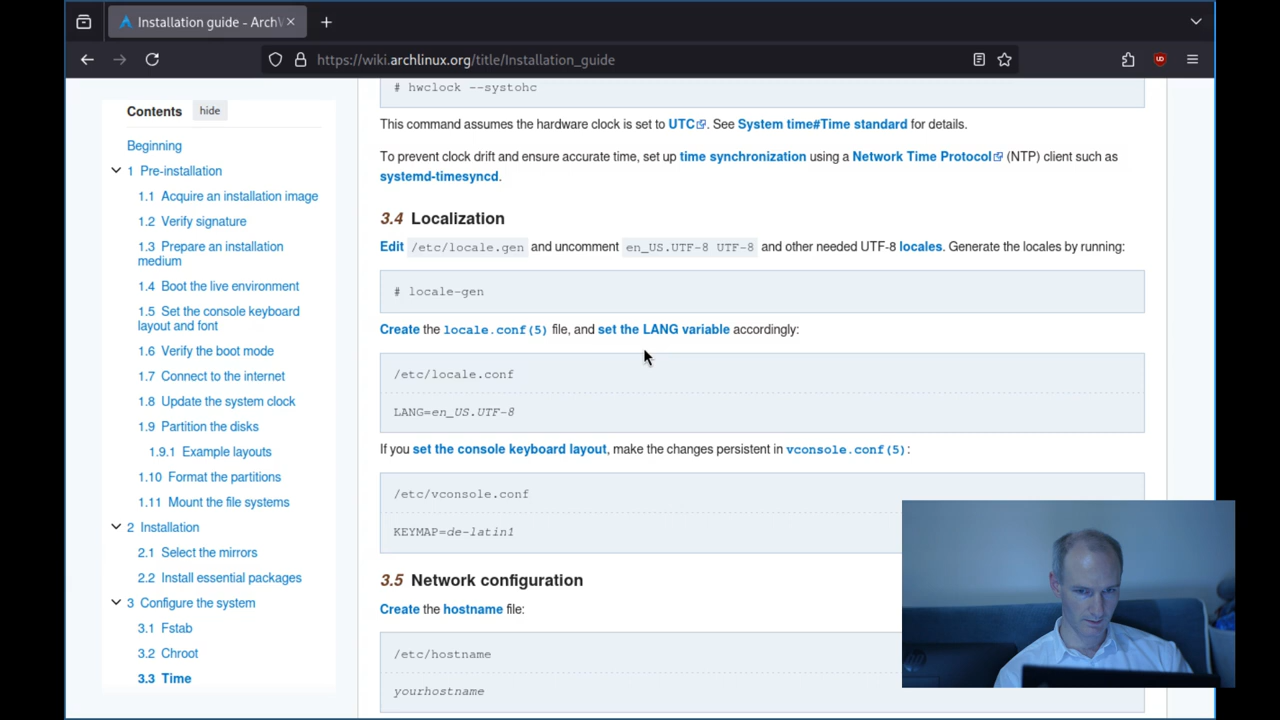 Installation guide - ArchW
https://wiki.archlinux.org/title/Installation_guide
Contents
hide
Beginning
1 Pre-installation
1.1 Acquire an installation image
1.2 Verify signature
1.3 Prepare an installation
medium
1.4 Boot the live environment
1.5 Set the console keyboard
layout and font
1.6 Verify the boot mode
1.7 Connect to the internet
1.8 Update the system clock
1.9 Partition the disks
1.9.1 Example layouts
1.10 Format the partitions
1.11 Mount the file systems
2 Installation
2.1 Select the mirrors
2.2 Install essential packages
3 Configure the system
3.1 Fstab
3.2 Chroot
3.3 Time
# hwclock --systohc
This command assumes the hardware clock is set to UTC. See System time#Time standard for details.
To prevent clock drift and ensure accurate time, set up time synchronization using a Network Time Protocol (NTP) client such as
systemd-timesyncd.
3.4 Localization
Edit /etc/locale.gen and uncomment en_US.UTF-8 UTF-8 and other needed UTF-8 locales. Generate the locales by running:
# locale-gen
Create the locale.conf(5) file, and set the LANG variable accordingly:
/etc/locale.conf
LANG=en_US.UTF-8
If you set the console keyboard layout, make the changes persistent in vconsole.conf(5):
/etc/vconsole.conf
KEYMAP=de-latin1
3.5 Network configuration
Create the hostname file:
/etc/hostname
yourhostname